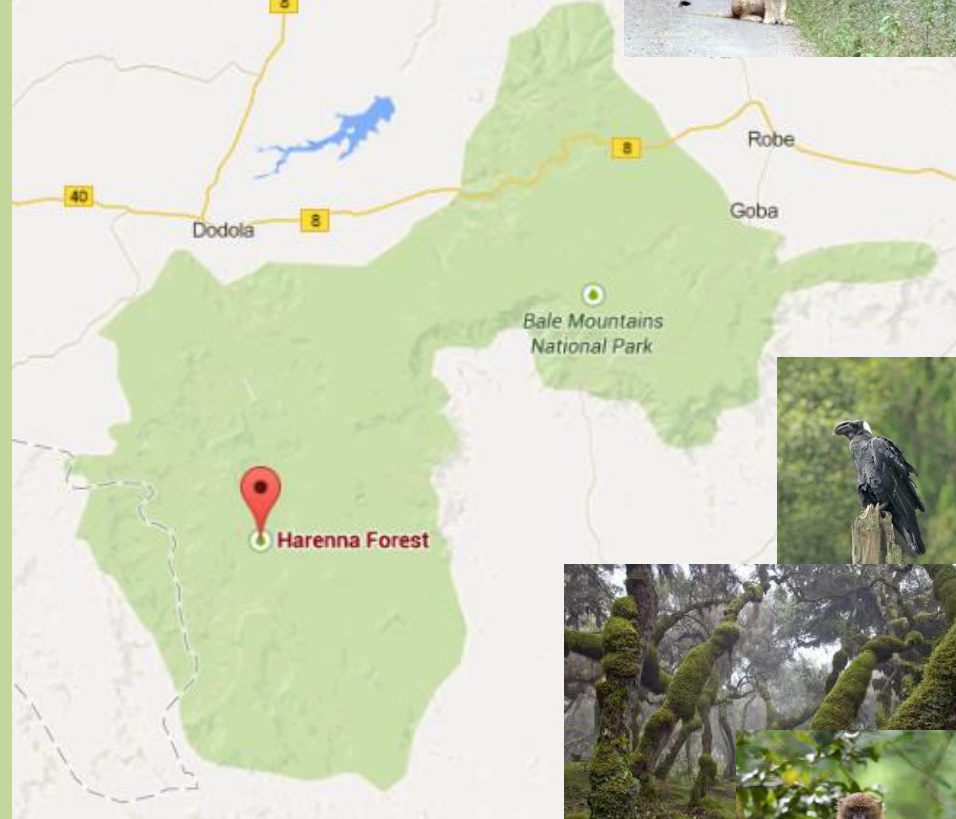 8
8
Robe
40
Goba
8
Dodola
Bale Mountains
National Park
Harenna Forest